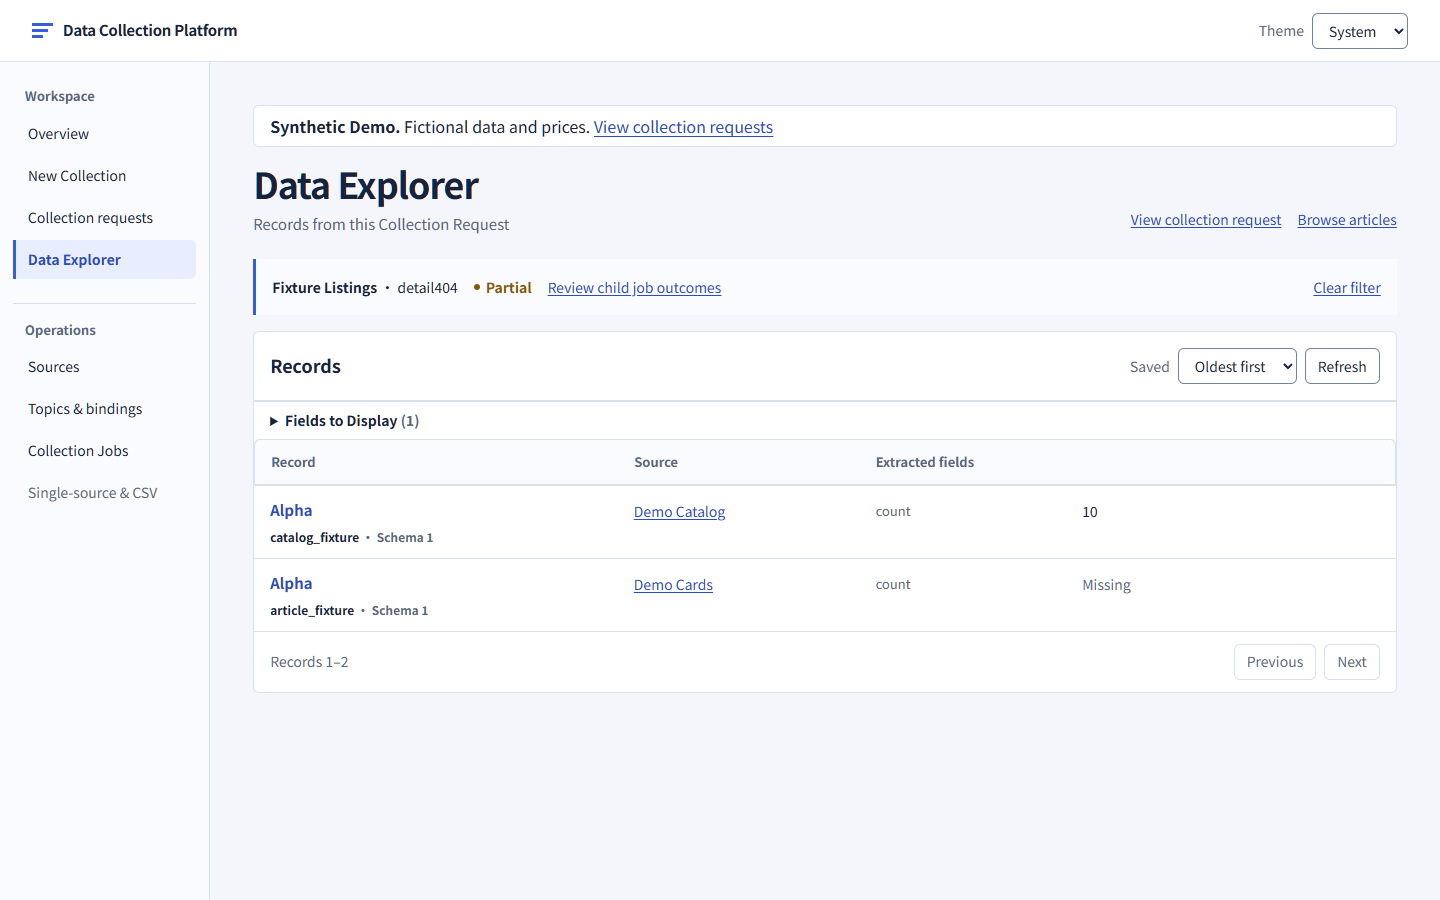 Data Collection Platform
Theme System
Workspace
Overview
New Collection
Collection requests
Data Explorer
Operations
Sources
Topics & bindings
Collection Jobs
Single-source & CSV
Synthetic Demo. Fictional data and prices. View collection requests
Data Explorer
Records from this Collection Request
View collection request Browse articles
Fixture Listings • detail404 • Partial Review child job outcomes Clear filter
Records
Saved Oldest first Refresh
Fields to Display (1)
Record Source Extracted fields
Alpha Demo Catalog count 10
catalog_fixture • Schema 1
Alpha Demo Cards count Missing
article_fixture • Schema 1
Records 1–2 Previous Next